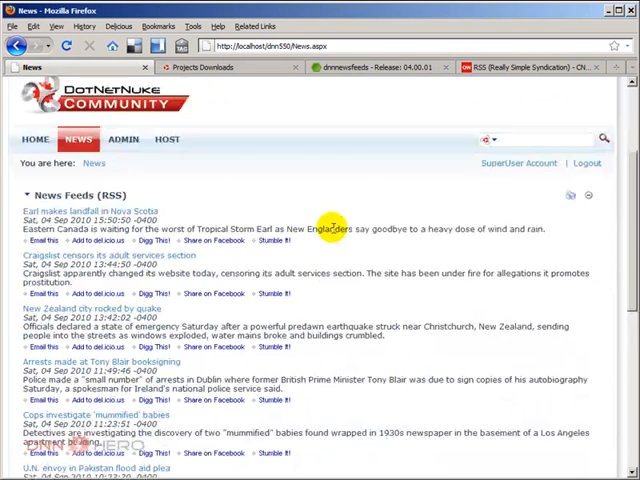 News - Mozilla Firefox
File Edit View History Delicious Bookmarks Tools Help Related Links
TAG http://localhost/dnn550/News.aspx
News Projects Downloads dnnnewsfeeds - Release: 04.00.01 RSS (Really Simple Syndication) - CN...
DOTNETNUKE
COMMUNITY
HOME NEWS ADMIN HOST
You are here: News SuperUser Account | Logout
News Feeds (RSS)
Earl makes landfall in Nova Scotia
Sat, 04 Sep 2010 15:50:50 -0400
Eastern Canada is waiting for the worst of Tropical Storm Earl as New Englanders say goodbye to a heavy dose of wind and rain.
Email this Add to del.icio.us Digg This! Share on Facebook Stumble It!
Craigslist censors its adult services section
Sat, 04 Sep 2010 13:44:50 -0400
Craigslist apparently changed its website today, censoring its adult services section. The site has been under fire for allegations it promotes
prostitution.
Email this Add to del.icio.us Digg This! Share on Facebook Stumble It!
New Zealand city rocked by quake
Sat, 04 Sep 2010 13:42:02 -0400
Officials declared a state of emergency Saturday after a powerful predawn earthquake struck near Christchurch, New Zealand, sending
people into the streets as windows exploded, water mains broke and buildings crumbled.
Email this Add to del.icio.us Digg This! Share on Facebook Stumble It!
Arrests made at Tony Blair booksigning
Sat, 04 Sep 2010 11:49:46 -0400
Police made a "small number" of arrests in Dublin where former British Prime Minister Tony Blair was due to sign copies of his autobiography
Saturday, a spokesman for Ireland's national police service said.
Email this Add to del.icio.us Digg This! Share on Facebook Stumble It!
Cops investigate 'mummified' babies
Sat, 04 Sep 2010 11:23:51 -0400
Detectives are investigating the discovery of two "mummified" babies found wrapped in 1930s newspaper in the basement of a Los Angeles
apartment building.
DNN HERO
Email this Add to del.icio.us Digg This! Share on Facebook Stumble It!
U.N. envoy in Pakistan flood aid plea